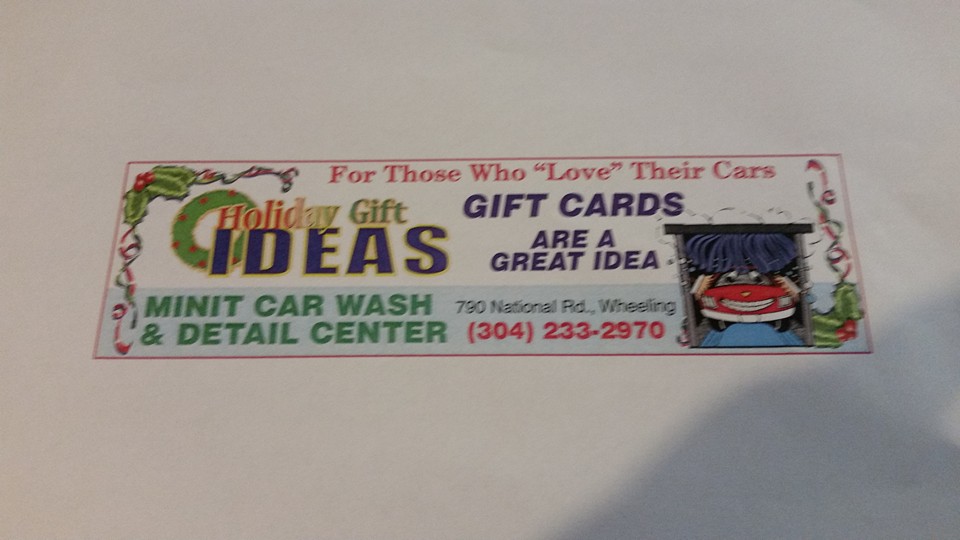 For Those Who “Love” Their Cars
Holiday Gift
IDEAS
GIFT CARDS
ARE A
GREAT IDEA
MINIT CAR WASH
& DETAIL CENTER
790 National Rd., Wheeling
(304) 233-2970